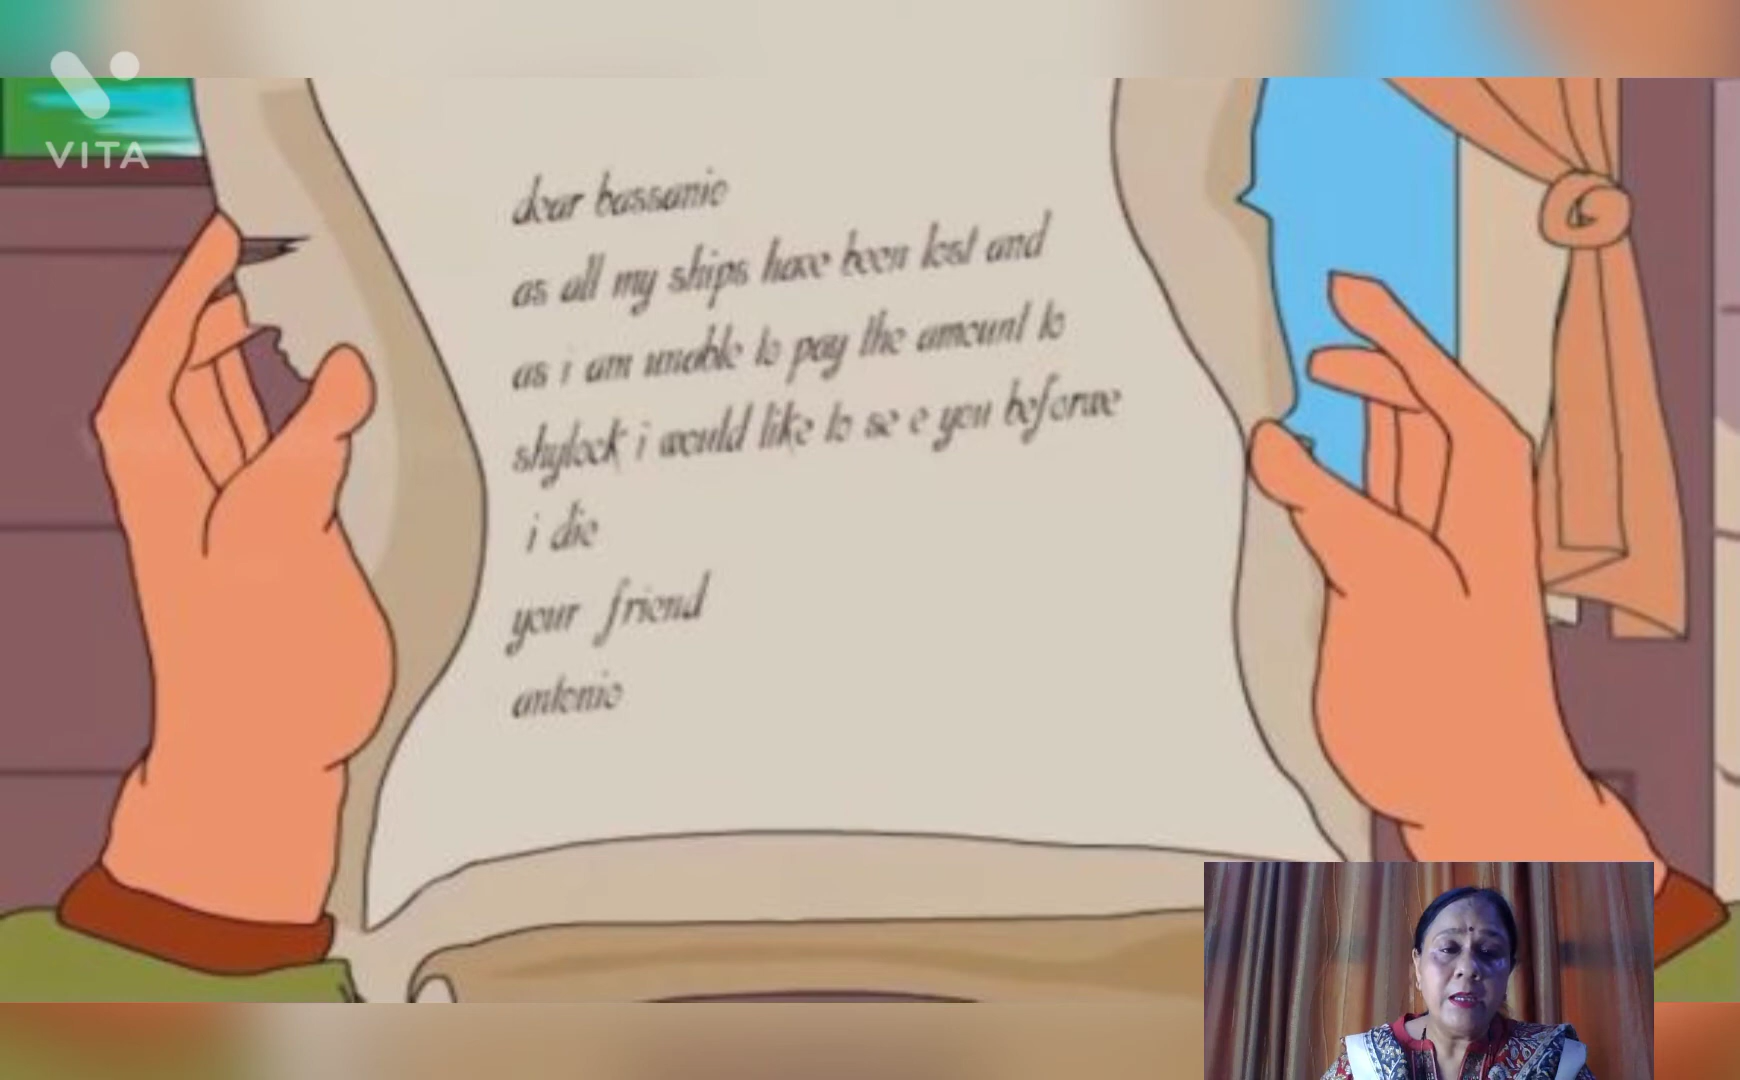 VITA
dear bassanio
as all my ships have been lost and
as i am unable to pay the amount to
shylock i would like to se e you beforwe
i die
your friend
antonio